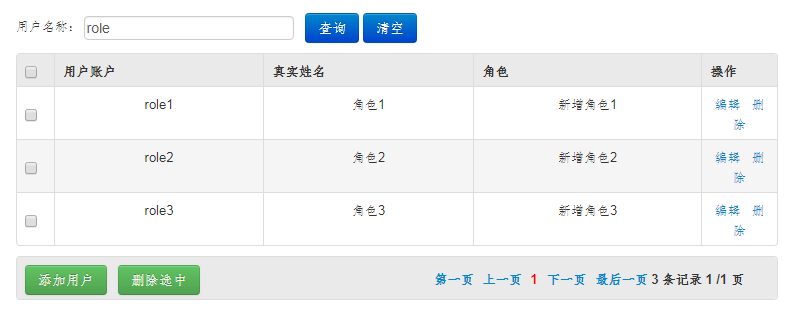 用户名称: role 查询 清空
用户账户 真实姓名 角色 操作
role1 角色1 新增角色1 编辑 删除
role2 角色2 新增角色2 编辑 删除
role3 角色3 新增角色3 编辑 删除
添加用户 删除选中 第一页 上一页 1 下一页 最后一页 3 条记录 1 /1 页